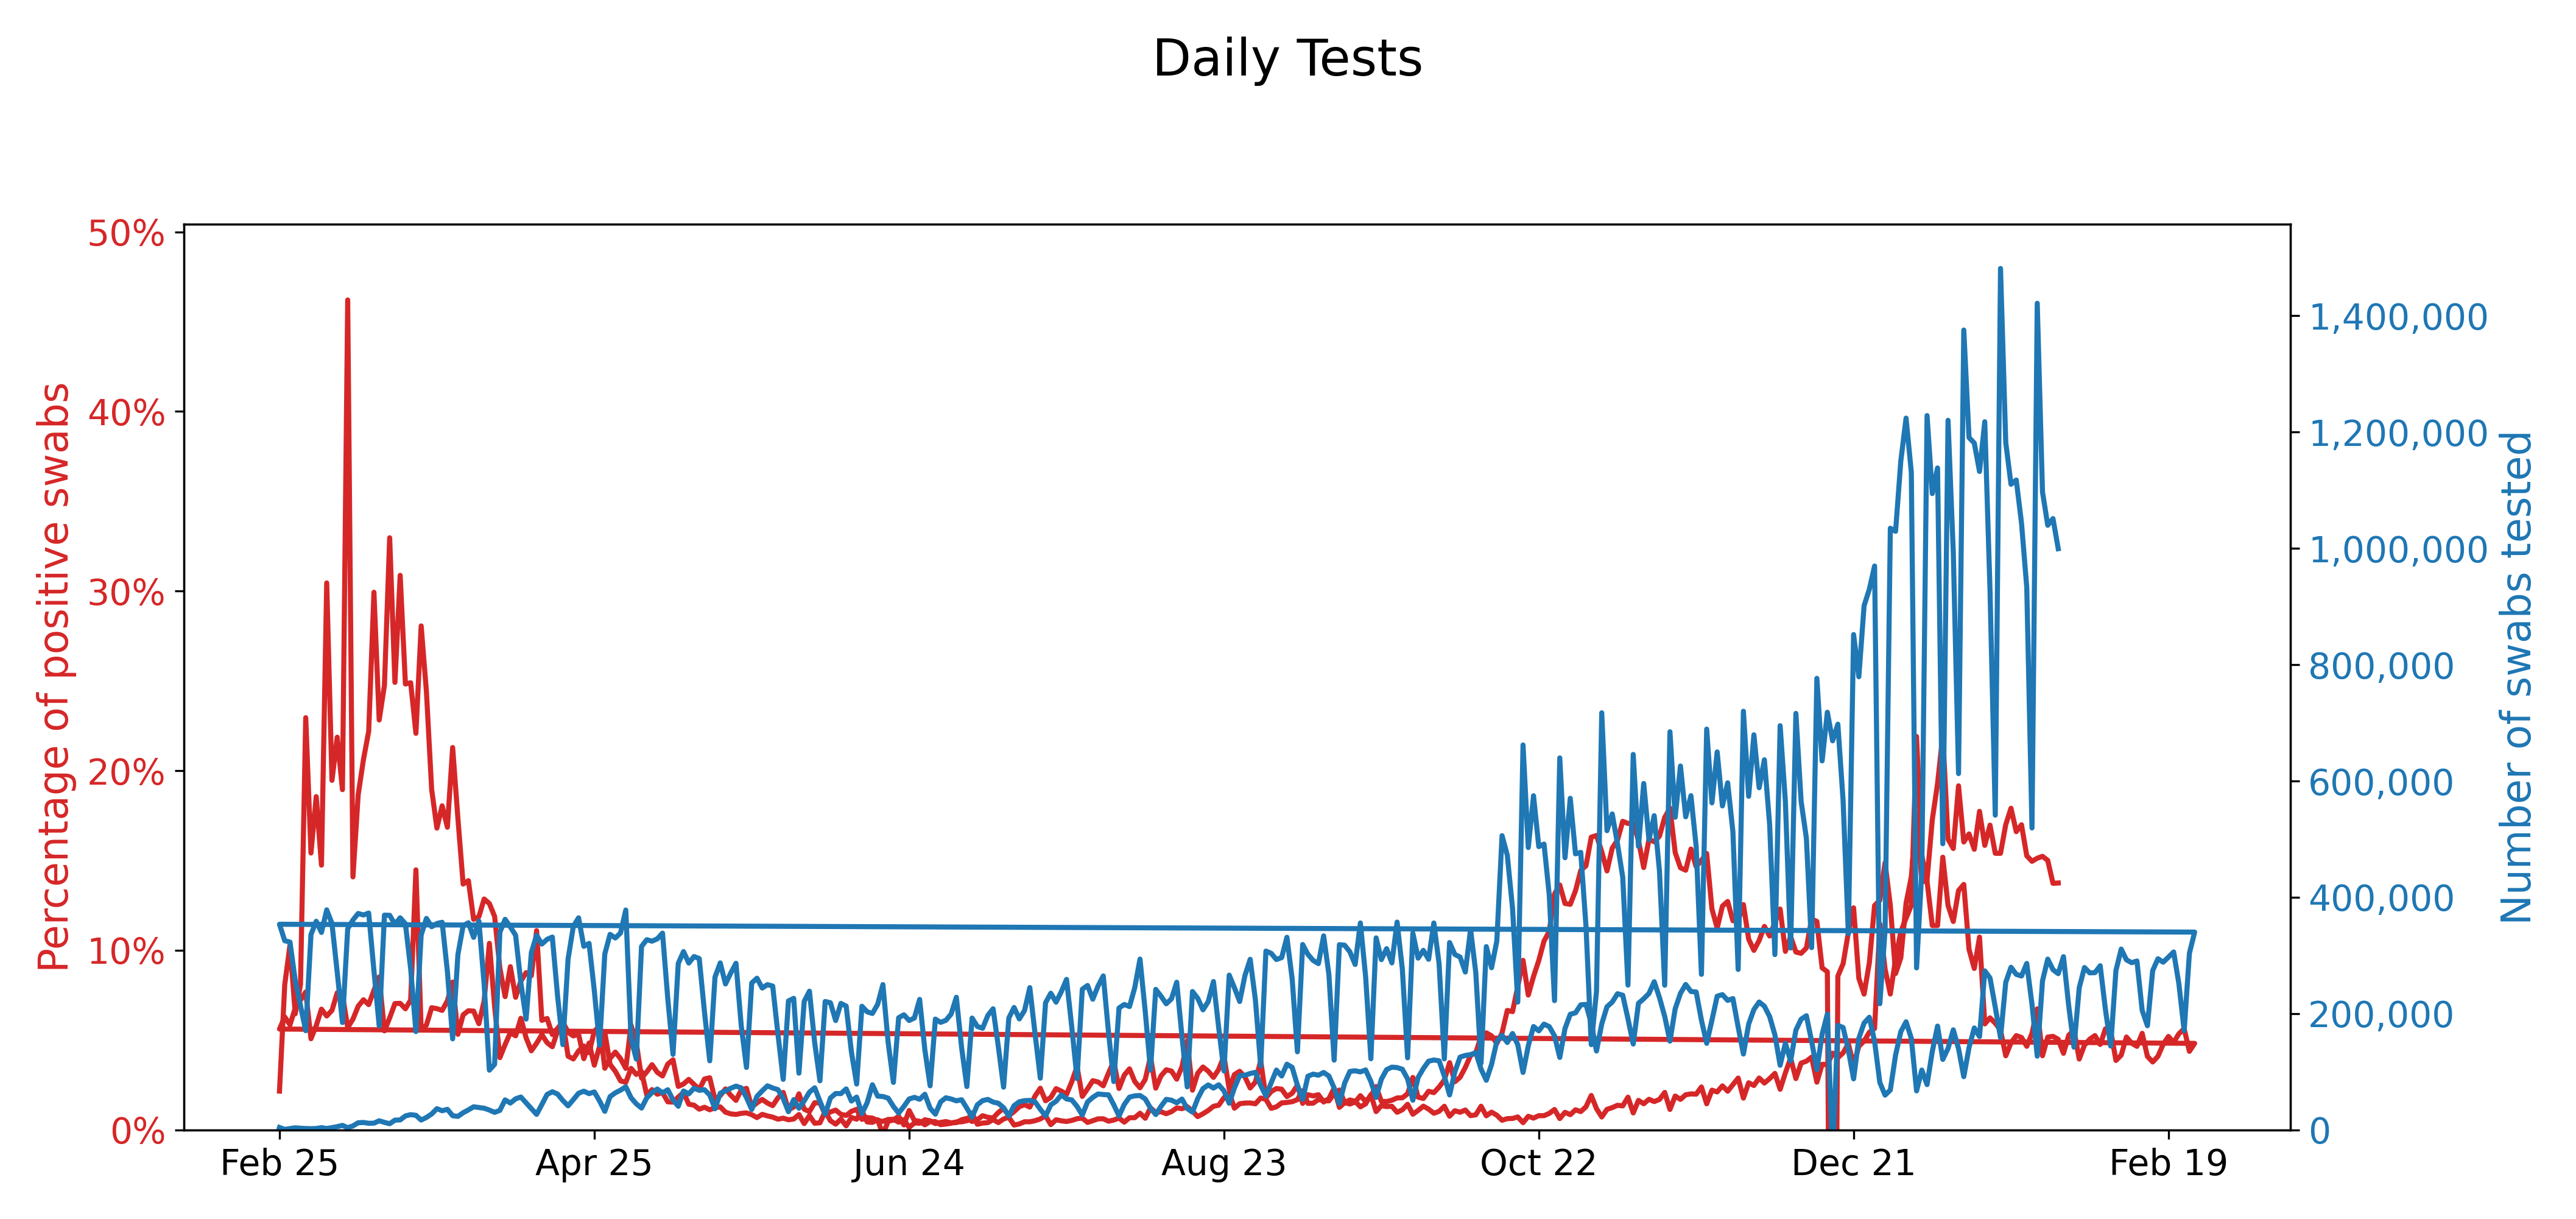 Daily Tests
Percentage of positive swabs
50%
40%
30%
20%
10%
0%
1,400,000
1,200,000
1,000,000
800,000
600,000
400,000
200,000
0
Number of swabs tested
Feb 25
Apr 25
Jun 24
Aug 23
Oct 22
Dec 21
Feb 19